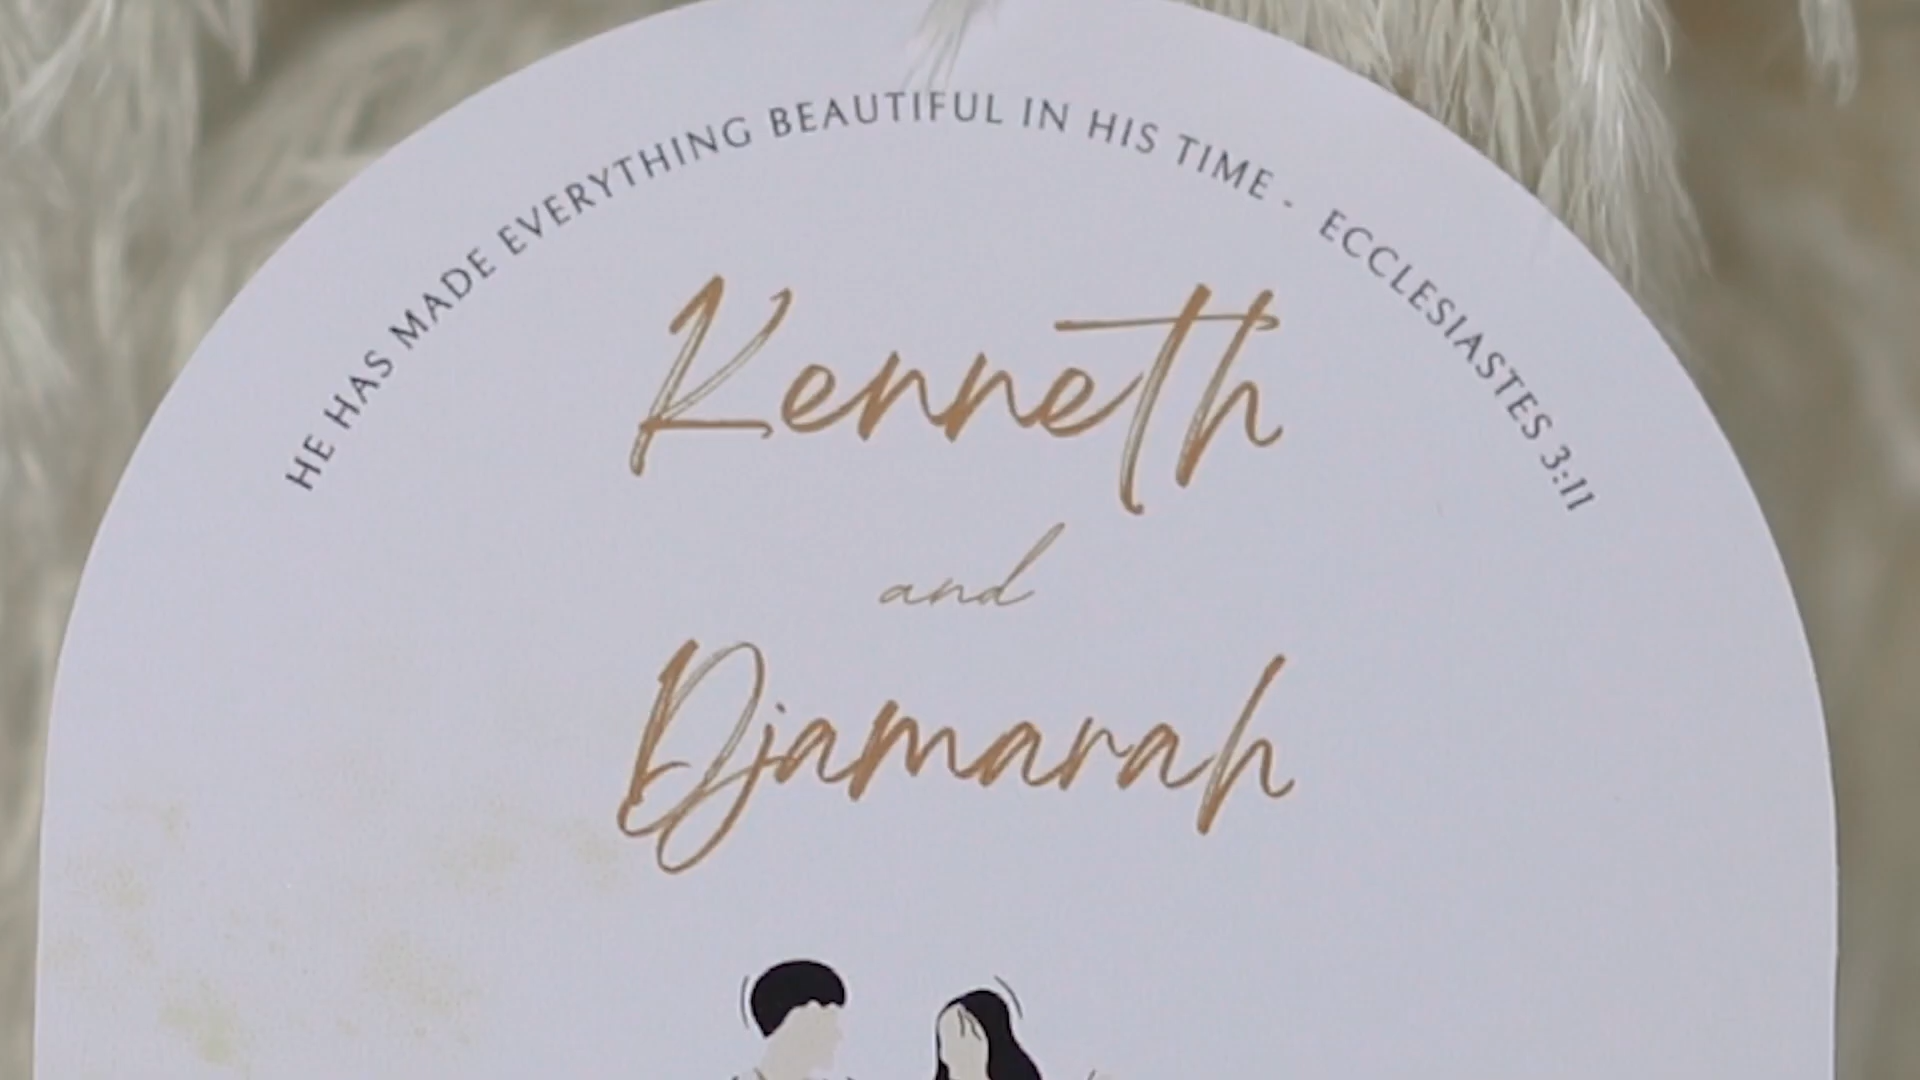 HE HAS MADE EVERYTHING BEAUTIFUL IN HIS TIME - ECCLESIASTES 3:11
Kenneth
and
Djamarah